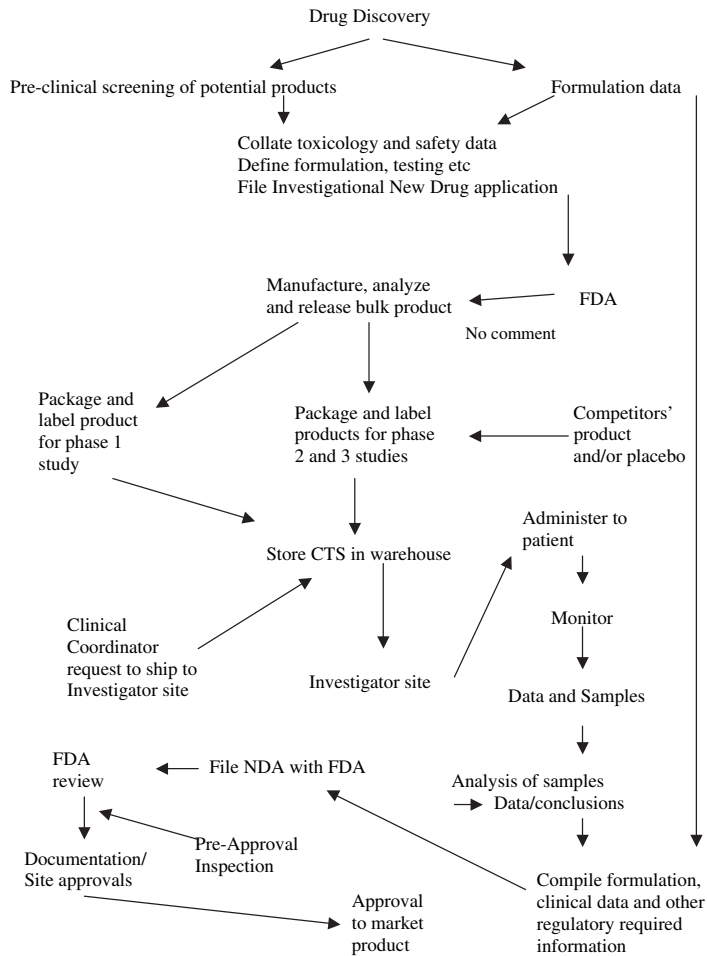 Drug Discovery
Pre-clinical screening of potential products
Formulation data
Collate toxicology and safety data
Define formulation, testing etc
File Investigational New Drug application
Manufacture, analyze
and release bulk product
FDA
No comment
Package and
label product
for phase 1
study
Package and label
products for phase
2 and 3 studies
Competitors'
product
and/or placebo
Administer to
patient
Store CTS in warehouse
Clinical
Coordinator
request to ship to
Investigator site
Investigator site
Monitor
Data and Samples
FDA
review
File NDA with FDA
Analysis of samples
Data/conclusions
Pre-Approval
Inspection
Documentation/
Site approvals
Approval
to market
product
Compile formulation,
clinical data and other
regulatory required
information